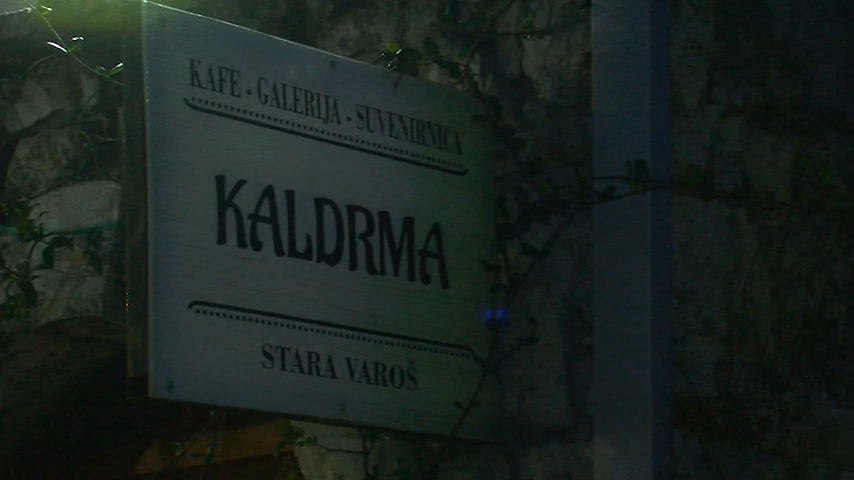 KAFE - GALERIJA - SUVENIRNICA
KALDRMA
STARA VAROŠ